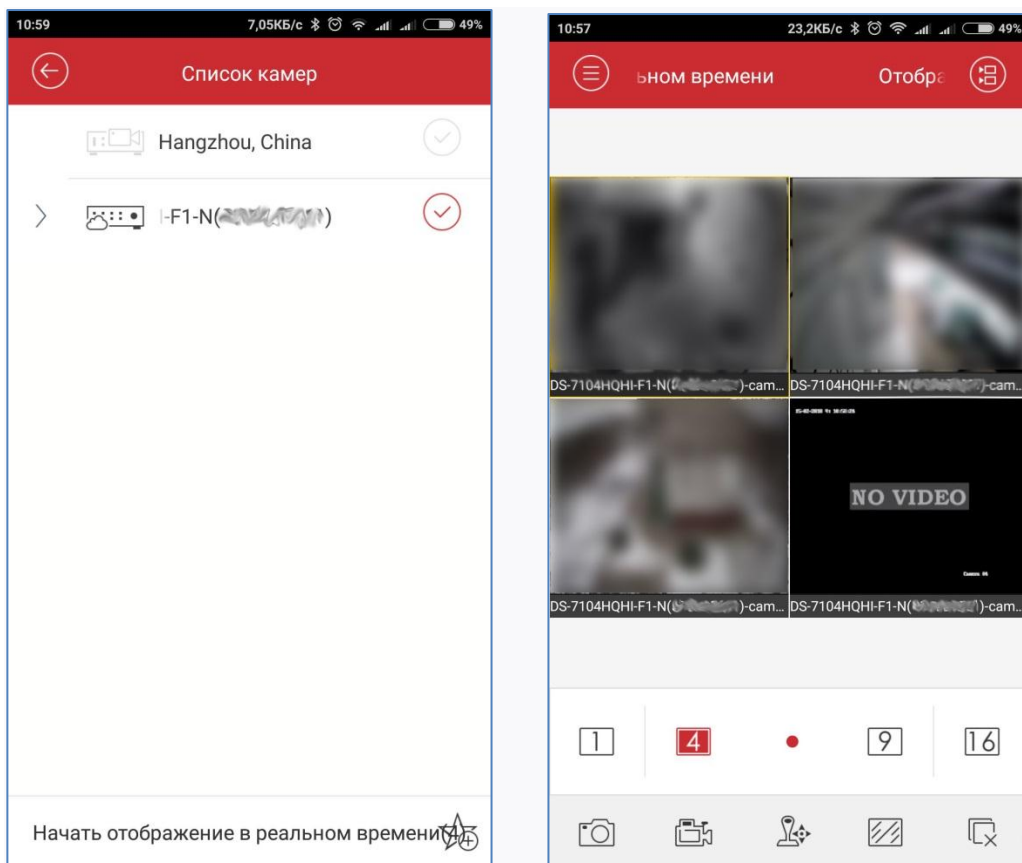 10:59 7,05КБ/с 49%
Список камер
Hangzhou, China
-F1-N( )
Начать отображение в реальном времени(4)
10:57 23,2КБ/с 49%
ьном времени Отобра
DS-7104HQHI-F1-N( )-cam... DS-7104HQHI-F1-N( )-cam...
NO VIDEO
DS-7104HQHI-F1-N( )-cam... DS-7104HQHI-F1-N( )-cam...
1 4 9 16